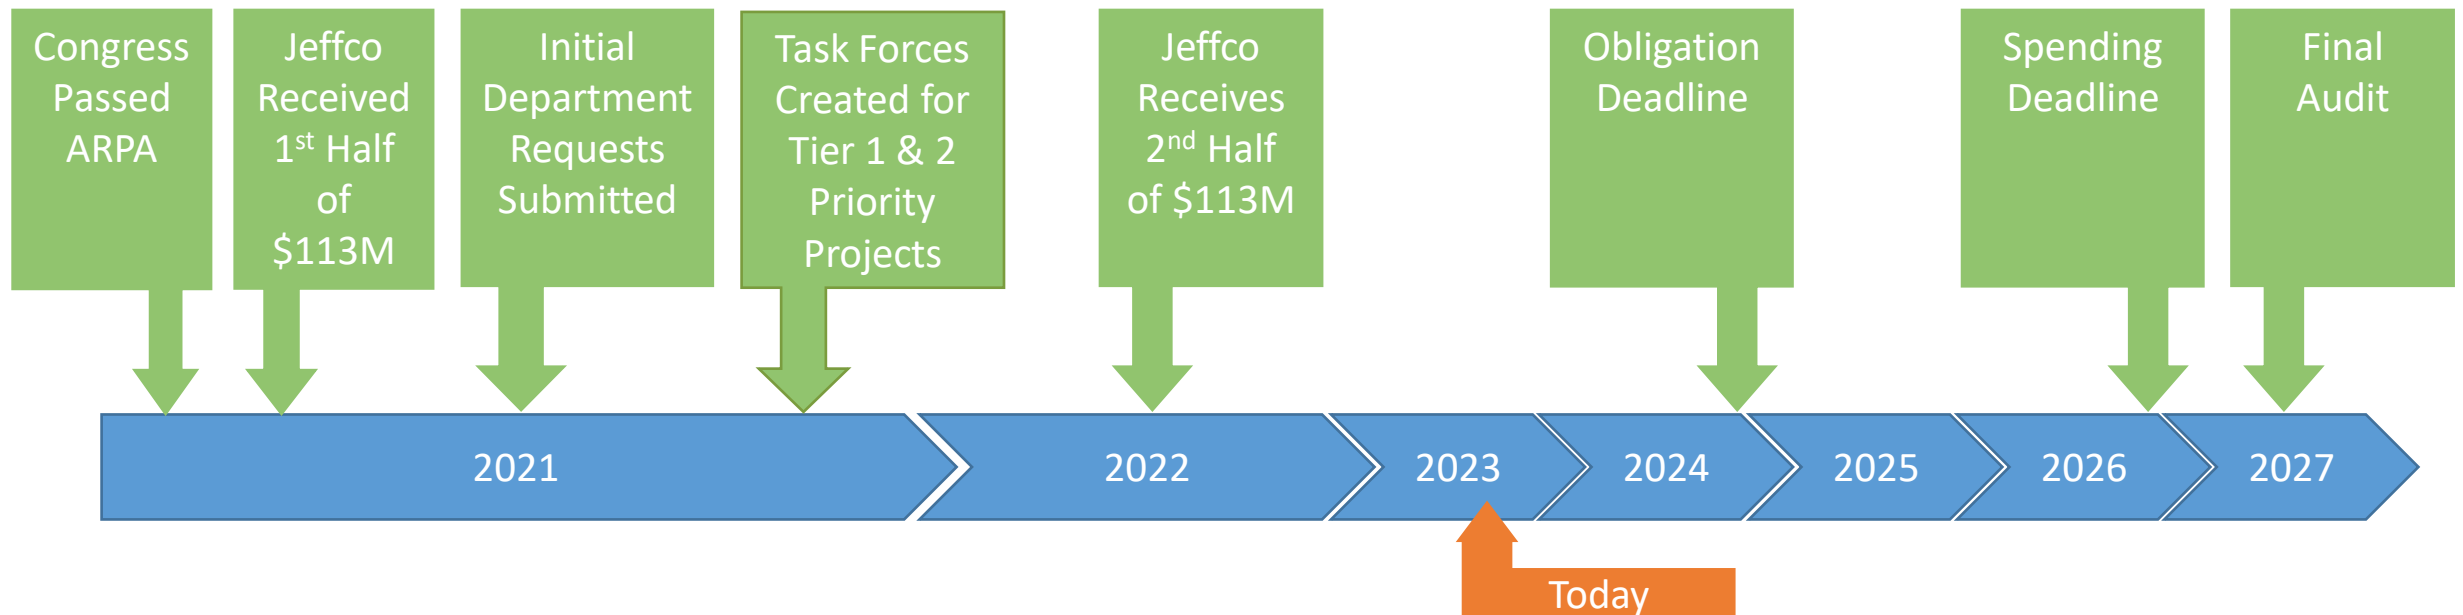 Congress
Passed
ARPA
Jeffco
Received
1st Half
of
$113M
Initial
Department
Requests
Submitted
Task Forces
Created for
Tier 1 & 2
Priority
Projects
Jeffco
Receives
2nd Half
of $113M
Obligation
Deadline
Spending
Deadline
Final
Audit
2021
2022
2023
2024
2025
2026
2027
Today